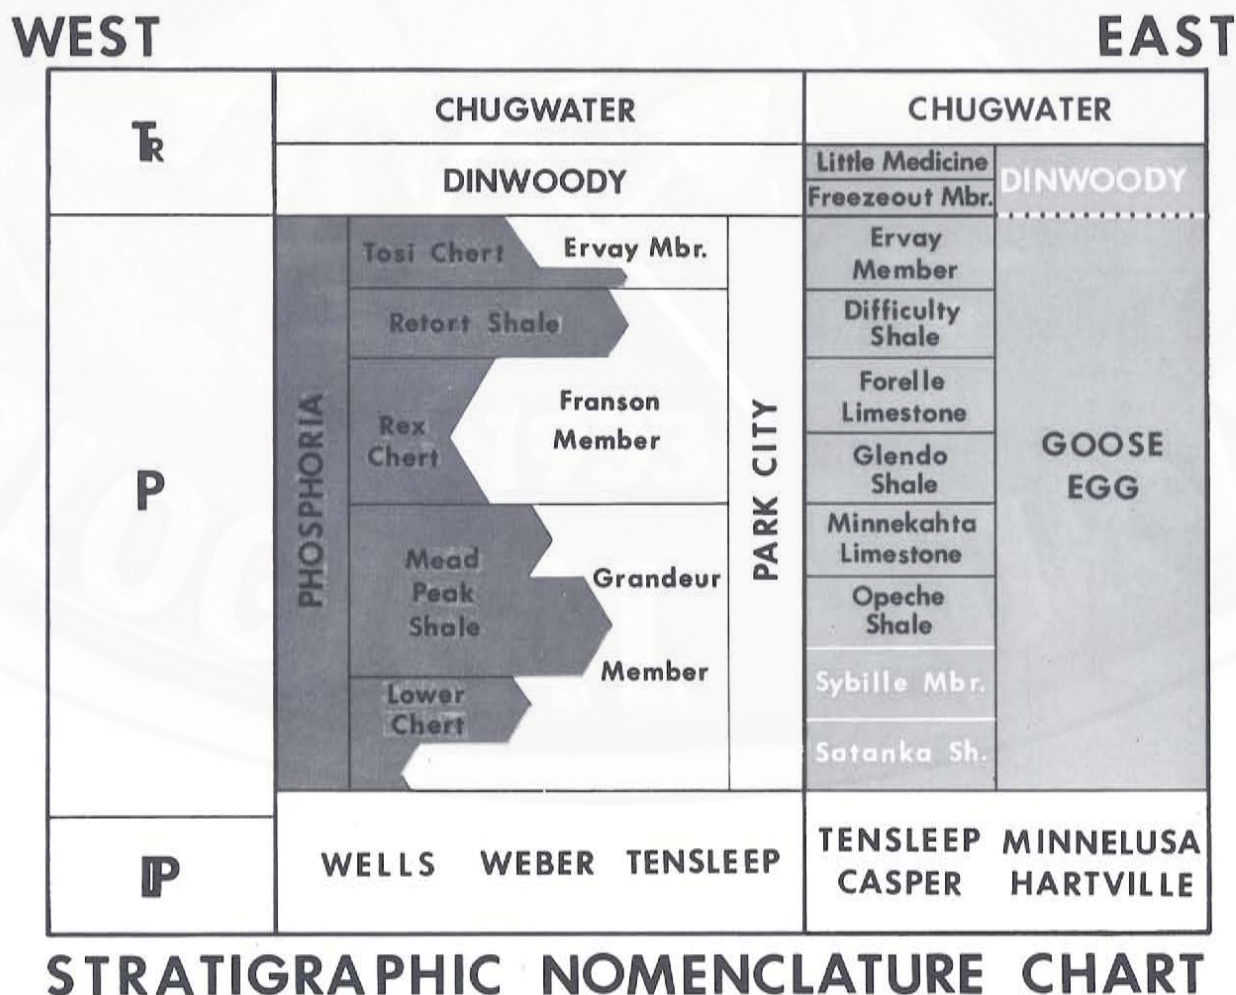 WEST
EAST
TR
CHUGWATER
CHUGWATER
DINWOODY
Little Medicine
Freezeout Mbr.
DINWOODY
P
PHOSPHORIA
Tosi Chert
Ervay Mbr.
Retort Shale
Rex
Chert
Franson
Member
Mead
Peak
Shale
Grandeur
Member
Lower
Chert
PARK CITY
Ervay
Member
Difficulty
Shale
Forelle
Limestone
Glendo
Shale
Minnekahta
Limestone
Opeche
Shale
Sybille Mbr.
Satanka Sh.
GOOSE
EGG
IP
WELLS WEBER TENSLEEP
TENSLEEP
CASPER
MINNELUSA
HARTVILLE
STRATIGRAPHIC NOMENCLATURE CHART